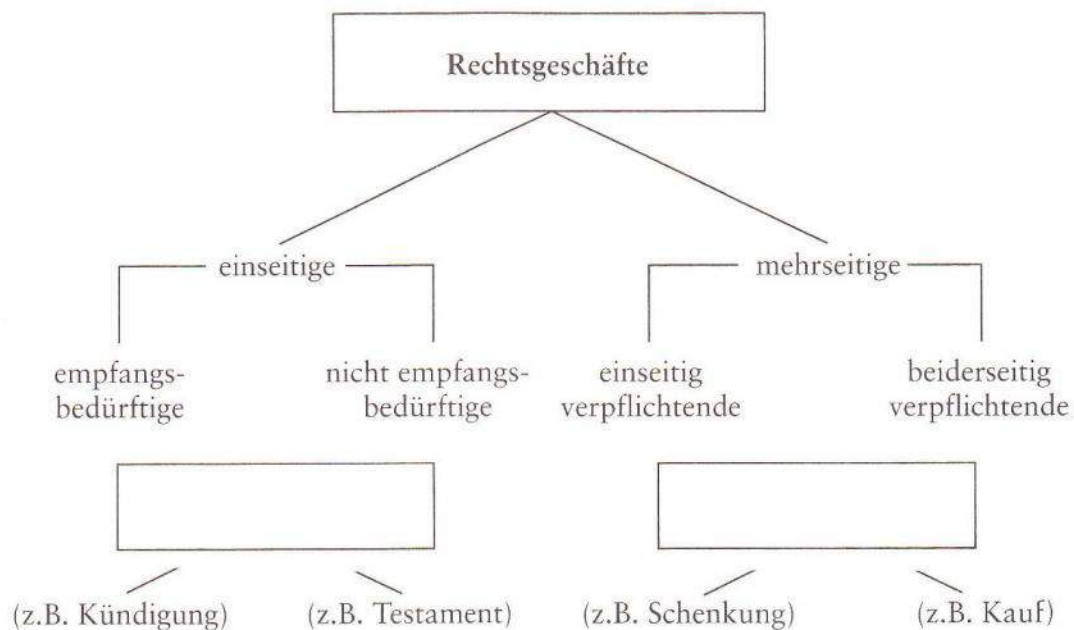 Rechtsgeschäfte
einseitige
mehrseitige
empfangs-
bedürftige
nicht empfangs-
bedürftige
einseitig
verpflichtende
beiderseitig
verpflichtende
(z.B. Kündigung)
(z.B. Testament)
(z.B. Schenkung)
(z.B. Kauf)